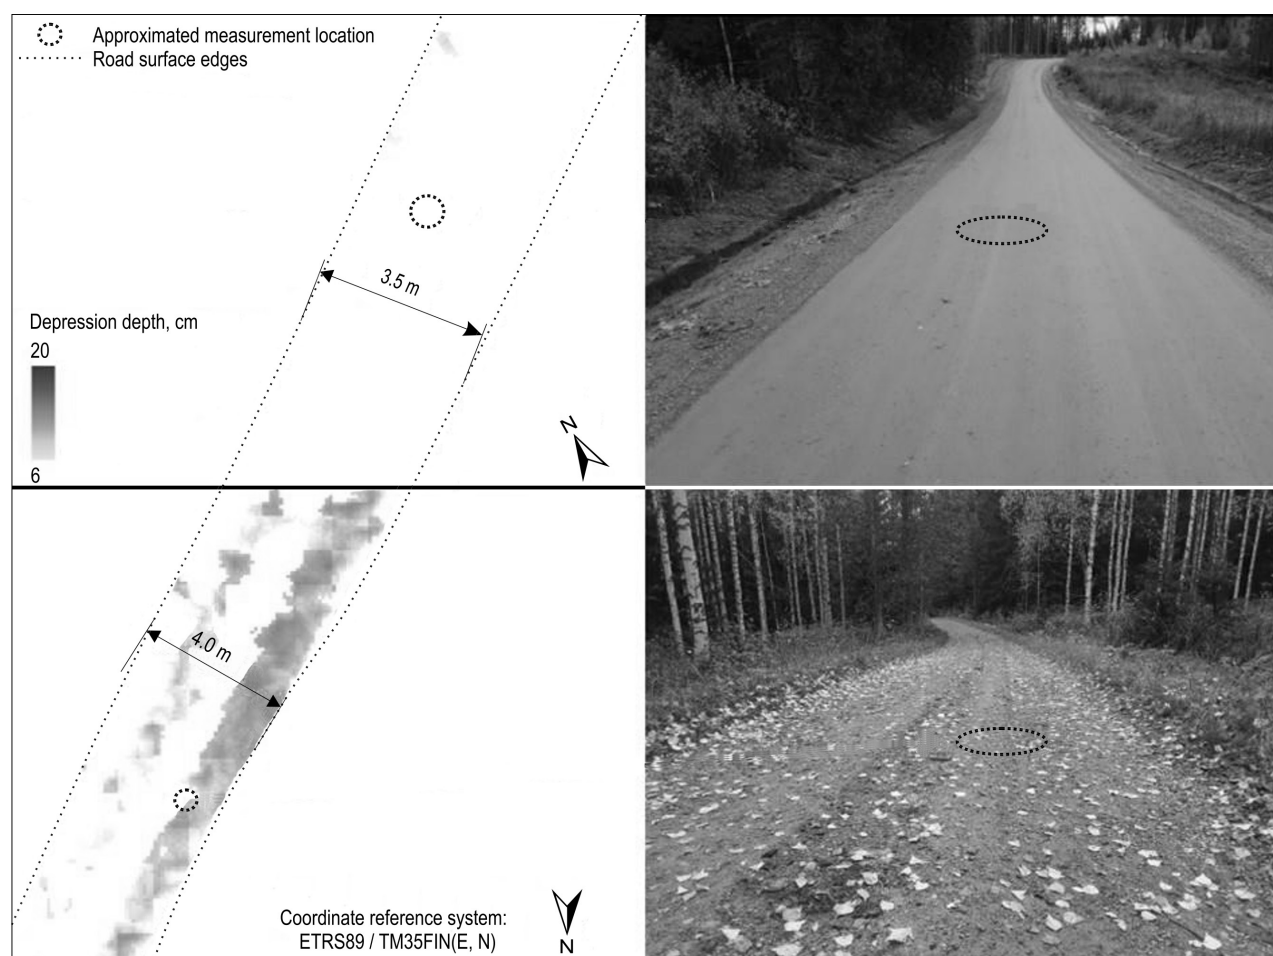 Approximated measurement location
Road surface edges
3.5 m
Depression depth, cm
20
6
N
4.0 m
Coordinate reference system:
ETRS89 / TM35FIN(E, N)
N